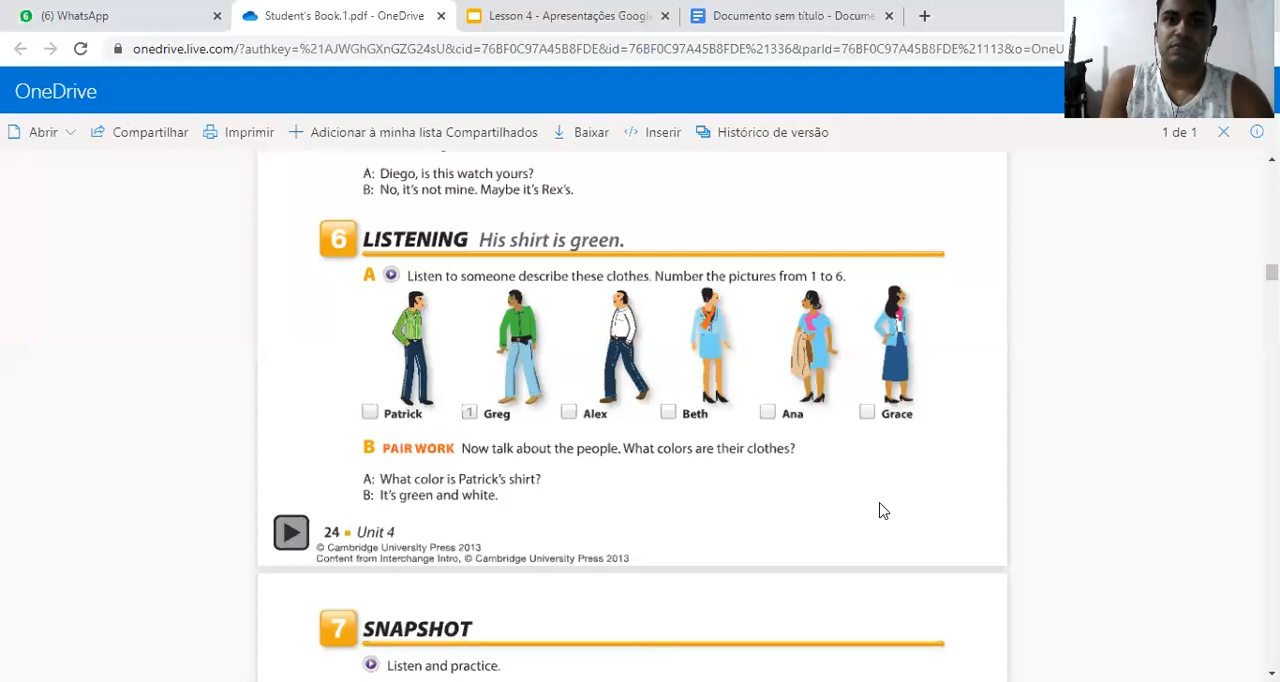 (6) WhatsApp
Student's Book.1.pdf - OneDrive
Lesson 4 - Apresentações Googl
Documento sem título - Docume
onedrive.live.com/?authkey=%21AJWGhGXnGZG24sU&cid=76BF0C97A45B8FDE&id=76BF0C97A45B8FDE%21336&parId=76BF0C97A45B8FDE%21113&o=OneU
OneDrive
Abrir Compartilhar Imprimir Adicionar à minha lista Compartilhados Baixar Inserir Histórico de versão 1 de 1
A: Diego, is this watch yours?
B: No, it's not mine. Maybe it's Rex's.
6 LISTENING His shirt is green.
A Listen to someone describe these clothes. Number the pictures from 1 to 6.
Patrick 1 Greg Alex Beth Ana Grace
B PAIR WORK Now talk about the people. What colors are their clothes?
A: What color is Patrick's shirt?
B: It's green and white.
24 Unit 4
© Cambridge University Press 2013
Content from Interchange Intro, © Cambridge University Press 2013
7 SNAPSHOT
Listen and practice.